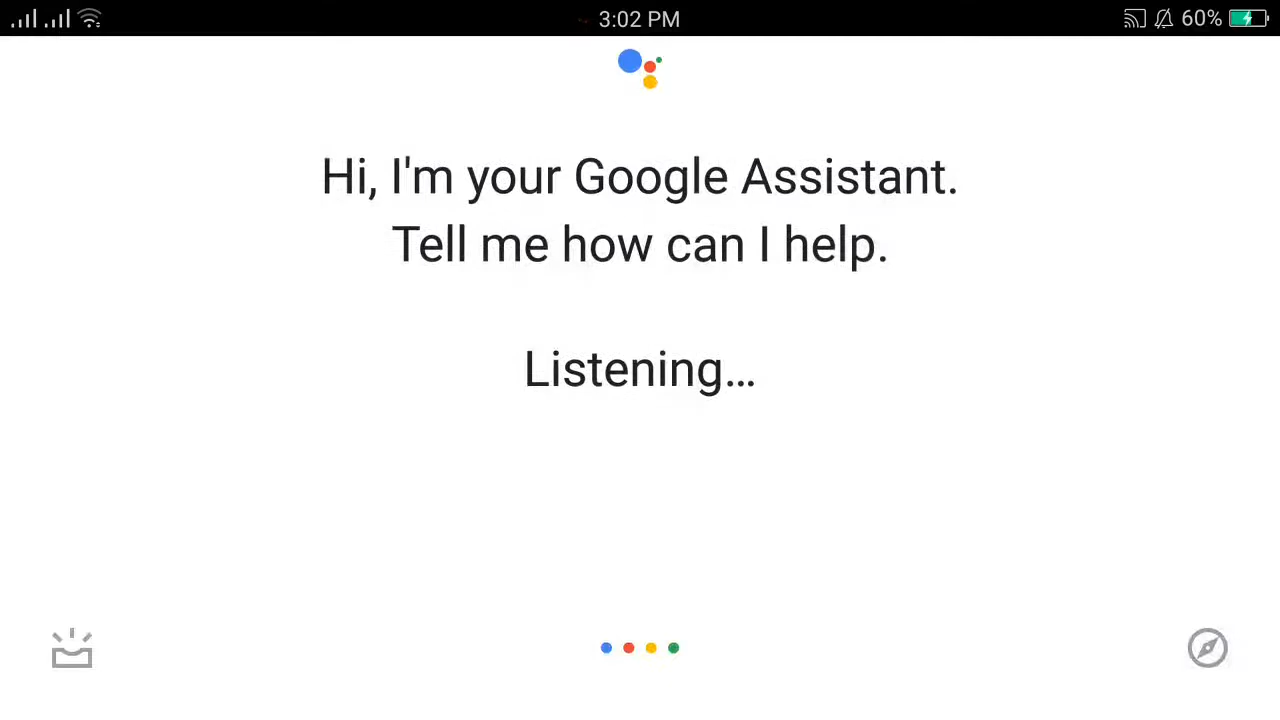 3:02 PM
60%
Hi, I'm your Google Assistant.
Tell me how can I help.
Listening...